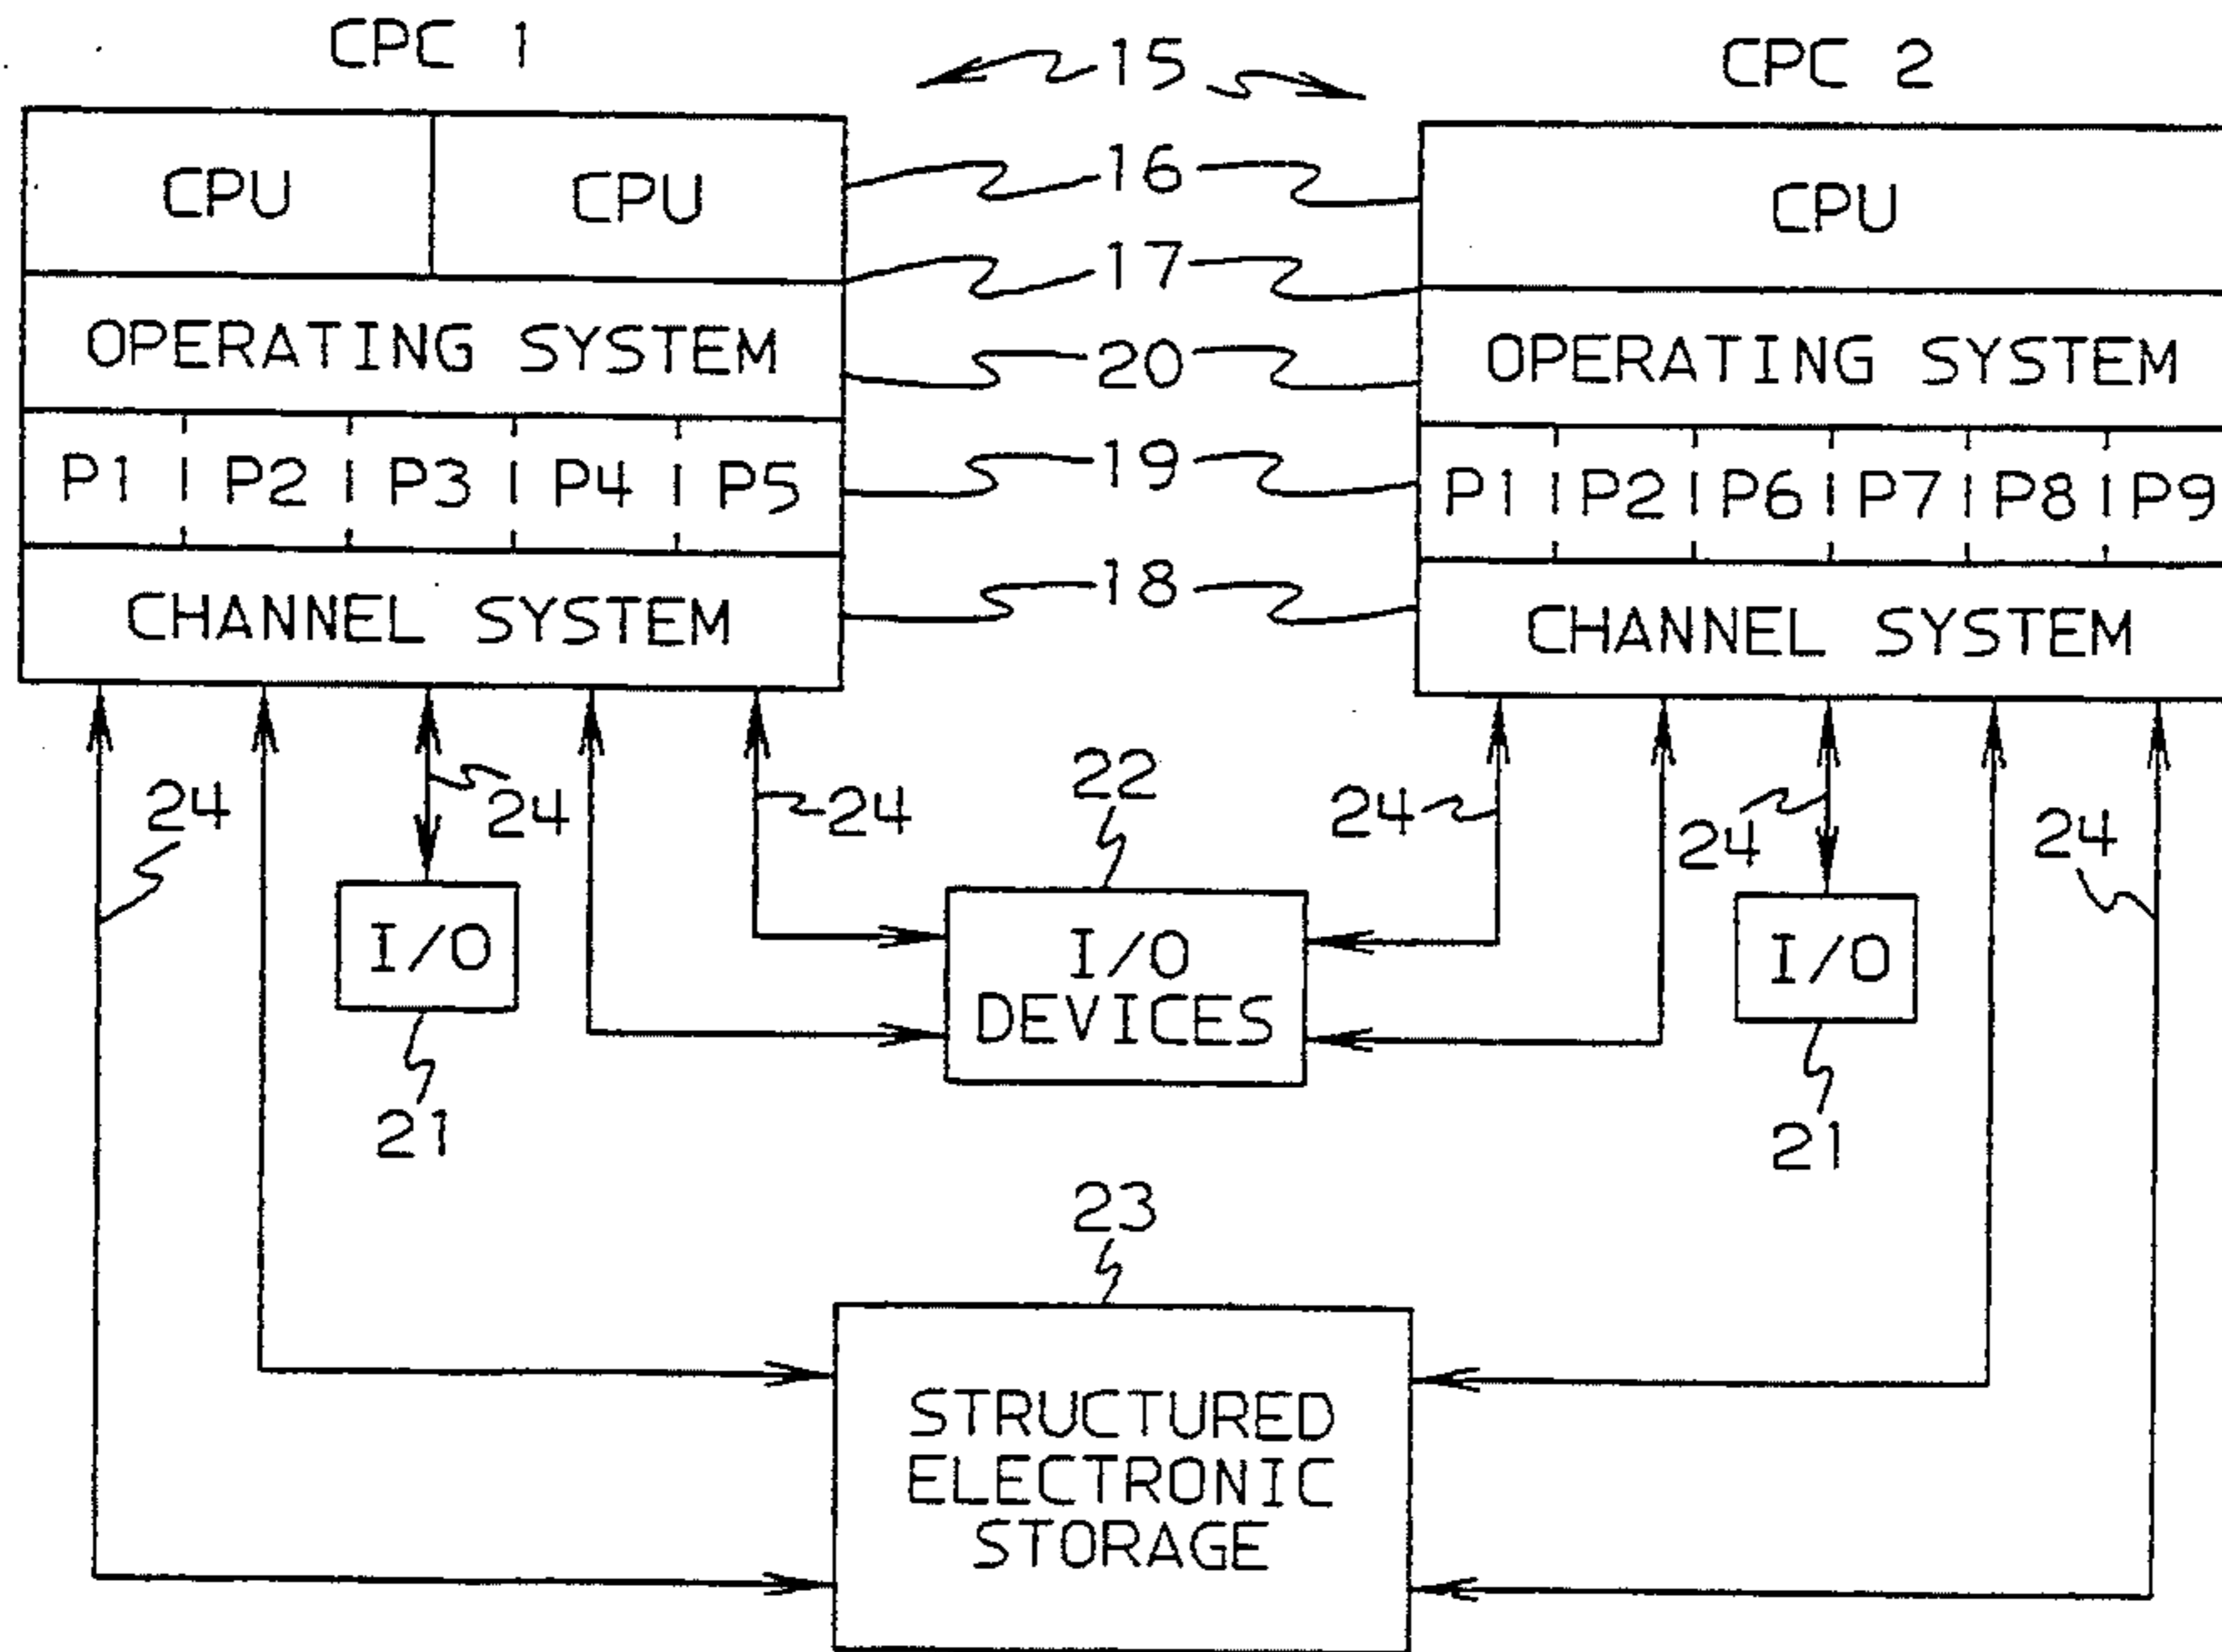 CPC 1
15
CPC 2
CPU CPU
16
CPU
17
OPERATING SYSTEM
20
OPERATING SYSTEM
P1 P2 P3 P4 P5
19
P1 P2 P6 P7 P8 P9
CHANNEL SYSTEM
18
CHANNEL SYSTEM
24
24
24
22
24
24
24
I/O
I/O
DEVICES
I/O
21
21
23
STRUCTURED
ELECTRONIC
STORAGE